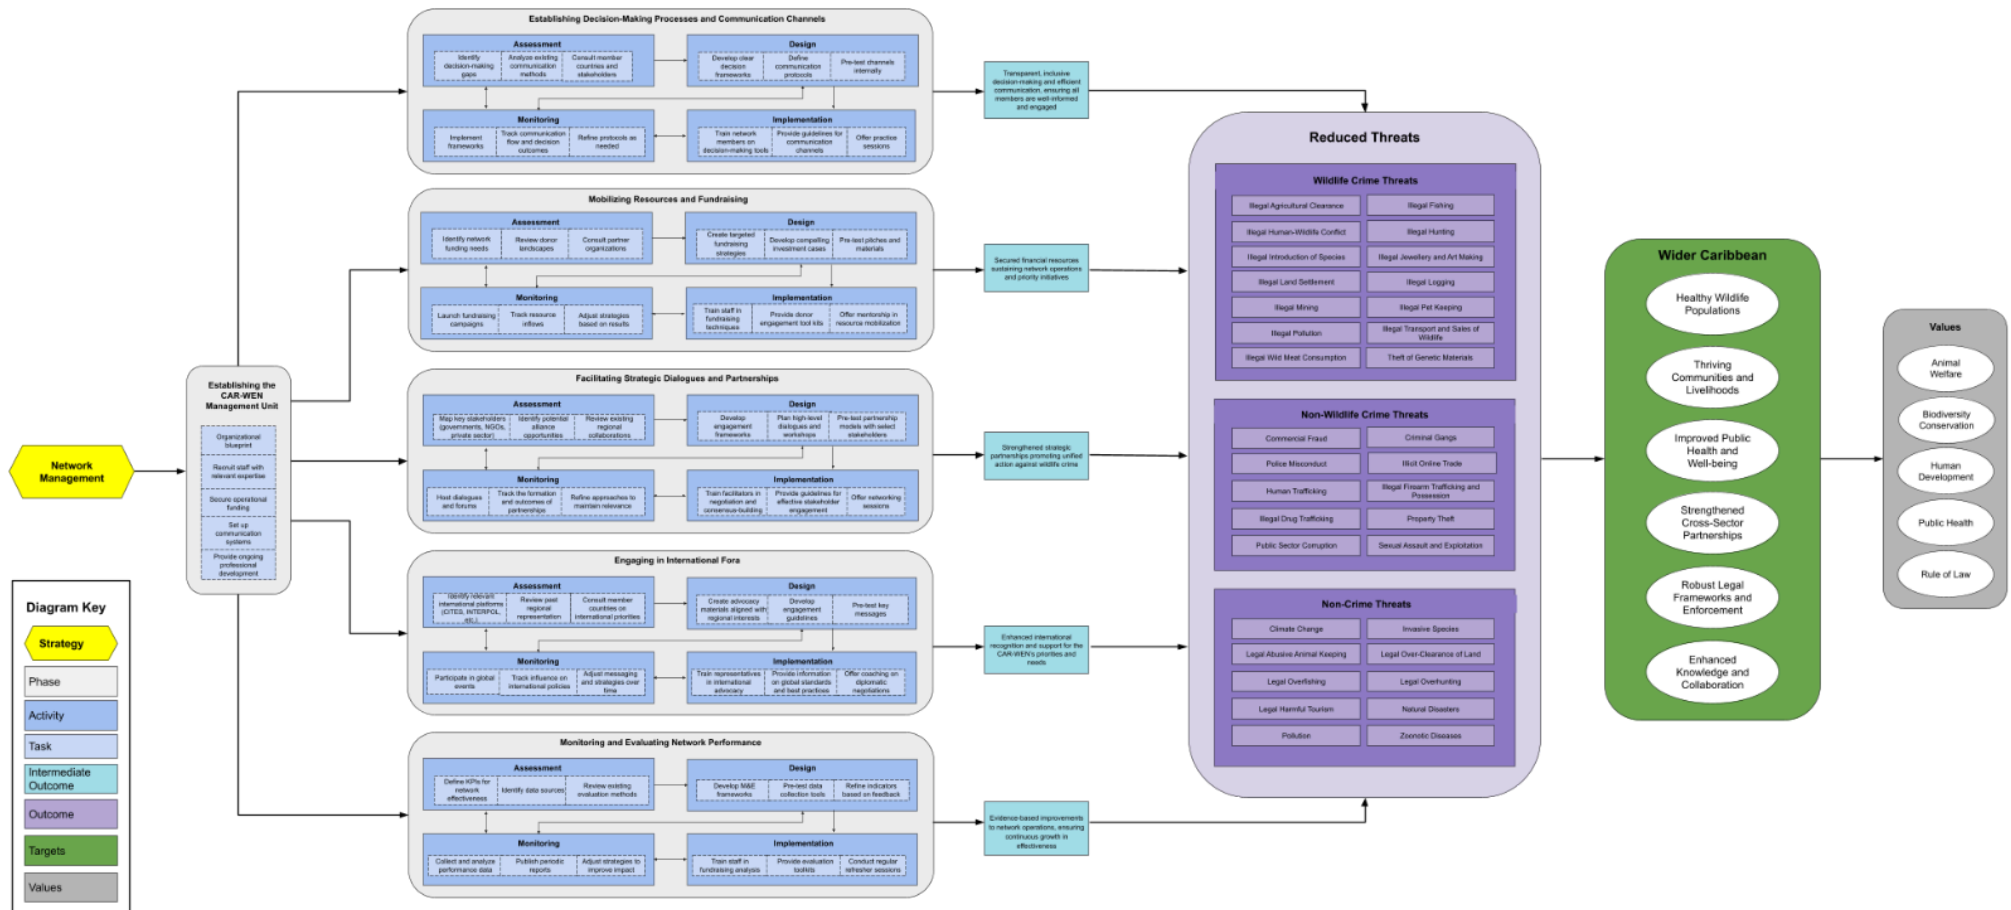 Network
Management
Diagram Key
Strategy
Phase
Activity
Task
Intermediate
Outcome
Outcome
Targets
Values
Establishing the
CAR-WEN
Management Unit
Organizational
blueprint
Recruit staff with
relevant expertise
Secure operational
funding
Set up
communication
systems
Provide ongoing
professional
development
Establishing Decision-Making Processes and Communication Channels
Assessment
Identify
decision-making
gaps
Analyze existing
communication
methods
Consult member
countries and
stakeholders
Design
Develop clear
decision
frameworks
Define
communication
protocols
Pre-test channels
internally
Monitoring
Implement
frameworks
Track communication
flow and decision
outcomes
Refine protocols as
needed
Implementation
Train network
members on
decision-making tools
Provide guidelines for
communication
channels
Offer practice
sessions
Transparent, inclusive
decision-making and efficient
communication, ensuring all
members are well-informed
and engaged
Mobilizing Resources and Fundraising
Assessment
Identify network
funding needs
Review donor
landscapes
Consult partner
organizations
Design
Create targeted
fundraising
strategies
Develop compelling
investment cases
Pre-test pitches and
materials
Monitoring
Launch fundraising
campaigns
Track resource
inflows
Adjust strategies
based on results
Implementation
Train staff in
fundraising
techniques
Provide donor
engagement tool kits
Offer mentorship in
resource mobilization
Secured financial resources
sustaining network operations
and priority initiatives
Facilitating Strategic Dialogues and Partnerships
Assessment
Map key stakeholders
(governments, NGOs,
private sector)
Identify potential
alliance
opportunities
Review existing
regional
collaborations
Design
Develop
engagement
frameworks
Plan high-level
dialogues and
workshops
Pre-test partnership
models with select
stakeholders
Monitoring
Host dialogues
and forums
Track the formation
and outcomes of
partnerships
Refine approaches to
maintain relevance
Implementation
Train facilitators in
negotiation and
consensus-building
Provide guidelines for
effective stakeholder
engagement
Offer networking
sessions
Strengthened strategic
partnerships promoting unified
action against wildlife crime
Engaging in International Fora
Assessment
Identify relevant
international platforms
(CITES, INTERPOL,
etc.)
Review past
regional
representation
Consult member
countries on
international priorities
Design
Create advocacy
materials aligned with
regional interests
Develop
engagement
guidelines
Pre-test key
messages
Monitoring
Participate in global
events
Track influence on
international policies
Adjust messaging
and strategies over
time
Implementation
Train representatives
in international
advocacy
Provide information
on global standards
and best practices
Offer coaching on
diplomatic
negotiations
Enhanced international
recognition and support for the
CAR-WEN's priorities and
needs
Monitoring and Evaluating Network Performance
Assessment
Define KPIs for
network
effectiveness
Identify data sources
Review existing
evaluation methods
Design
Develop M&E
frameworks
Pre-test data
collection tools
Refine indicators
based on feedback
Monitoring
Collect and analyze
performance data
Publish periodic
reports
Adjust strategies to
improve impact
Implementation
Train staff in
fundraising analysis
Provide evaluation
toolkits
Conduct regular
refresher sessions
Evidence-based improvements
to network operations, ensuring
continuous growth in
effectiveness
Reduced Threats
Wildlife Crime Threats
Illegal Agricultural Clearance
Illegal Fishing
Illegal Human-Wildlife Conflict
Illegal Hunting
Illegal Introduction of Species
Illegal Jewellery and Art Making
Illegal Land Settlement
Illegal Logging
Illegal Mining
Illegal Pet Keeping
Illegal Pollution
Illegal Transport and Sales of
Wildlife
Illegal Wild Meat Consumption
Theft of Genetic Materials
Non-Wildlife Crime Threats
Commercial Fraud
Criminal Gangs
Police Misconduct
Illicit Online Trade
Human Trafficking
Illegal Firearm Trafficking and
Possession
Illegal Drug Trafficking
Property Theft
Public Sector Corruption
Sexual Assault and Exploitation
Non-Crime Threats
Climate Change
Invasive Species
Legal Abusive Animal Keeping
Legal Over-Clearance of Land
Legal Overfishing
Legal Overhunting
Legal Harmful Tourism
Natural Disasters
Pollution
Zoonotic Diseases
Wider Caribbean
Healthy Wildlife
Populations
Thriving
Communities and
Livelihoods
Improved Public
Health and
Well-being
Strengthened
Cross-Sector
Partnerships
Robust Legal
Frameworks and
Enforcement
Enhanced
Knowledge and
Collaboration
Values
Animal
Welfare
Biodiversity
Conservation
Human
Development
Public Health
Rule of Law